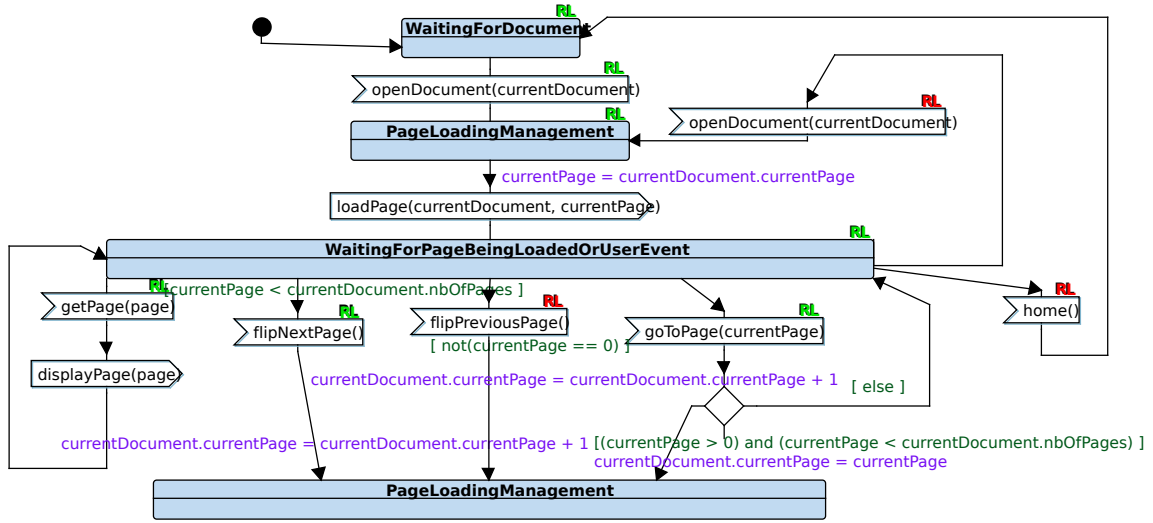 RL
WaitingForDocument
RL
openDocument(currentDocument)
RL
openDocument(currentDocument)
RL
PageLoadingManagement
currentPage = currentDocument.currentPage
loadPage(currentDocument, currentPage)
RL
WaitingForPageBeingLoadedOrUserEvent
RL
[currentPage < currentDocument.nbOfPages ]
getPage(page)
RL
flipNextPage()
RL
flipPreviousPage()
RL
goToPage(currentPage)
RL
home()
[ not(currentPage == 0) ]
displayPage(page)
currentDocument.currentPage = currentDocument.currentPage + 1
[ else ]
currentDocument.currentPage = currentDocument.currentPage + 1
[(currentPage > 0) and (currentPage < currentDocument.nbOfPages) ]
currentDocument.currentPage = currentPage
PageLoadingManagement